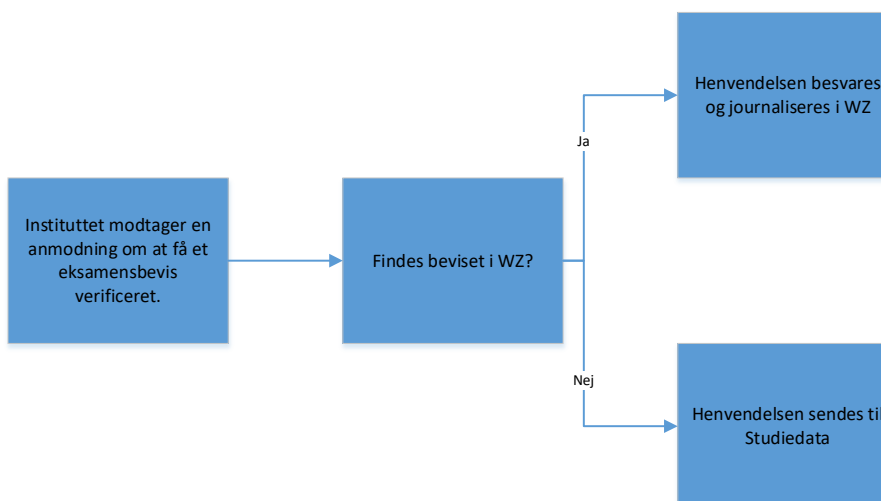 Instituttet modtager en
anmodning om at få et
eksamensbevis
verificeret.
Findes beviset i WZ?
Ja
Henvendelsen besvares
og journaliseres i WZ
Nej
Henvendelsen sendes til
Studiedata